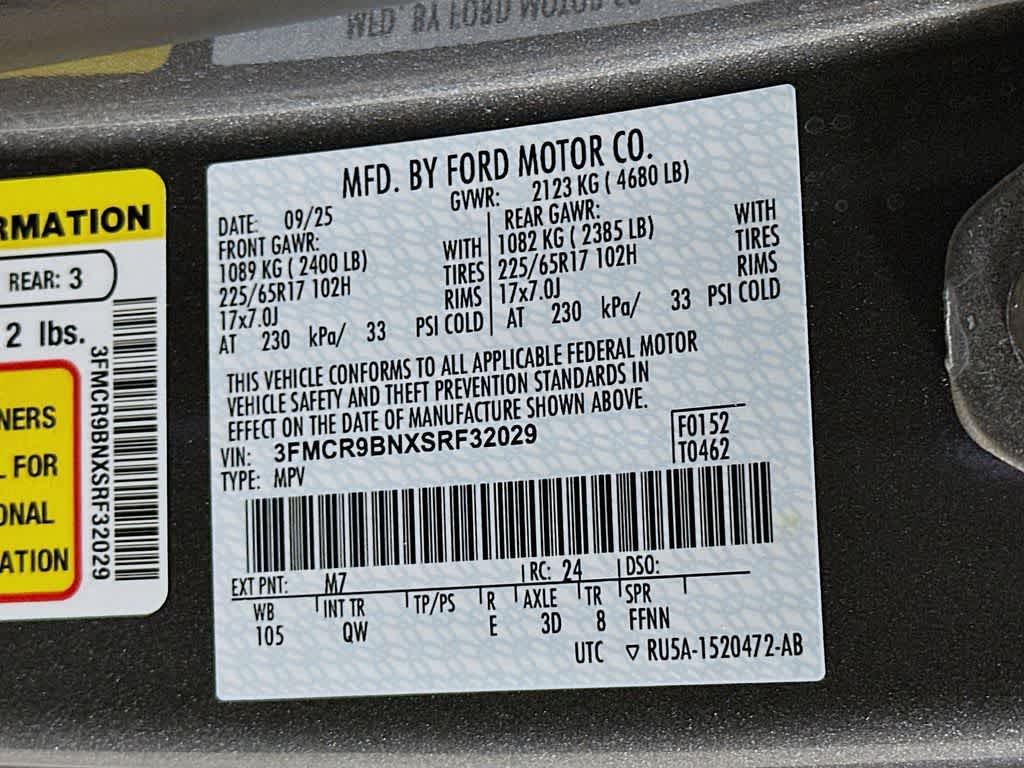 MFD. BY FORD MOTOR CO.
DATE: 09/25 GVWR: 2123 KG ( 4680 LB)
FRONT GAWR: WITH
1089 KG ( 2400 LB) TIRES
225/65R17 102H RIMS
17x7.0J
AT 230 kPa/ 33 PSI COLD
REAR GAWR: WITH
1082 KG ( 2385 LB) TIRES
225/65R17 102H RIMS
17x7.0J
AT 230 kPa/ 33 PSI COLD
THIS VEHICLE CONFORMS TO ALL APPLICABLE FEDERAL MOTOR
VEHICLE SAFETY AND THEFT PREVENTION STANDARDS IN
EFFECT ON THE DATE OF MANUFACTURE SHOWN ABOVE.
VIN: 3FMCR9BNXSRF32029
TYPE: MPV
F0152
T0462
EXT PNT: M7 RC: 24 DSO:
WB INT TR TP/PS R AXLE TR SPR
105 QW E 3D 8 FFNN
UTC ▽ RU5A-1520472-AB
RMATION
REAR: 3
2 lbs.
3FMCR9BNXSRF32029
NERS
L FOR
ONAL
ATION